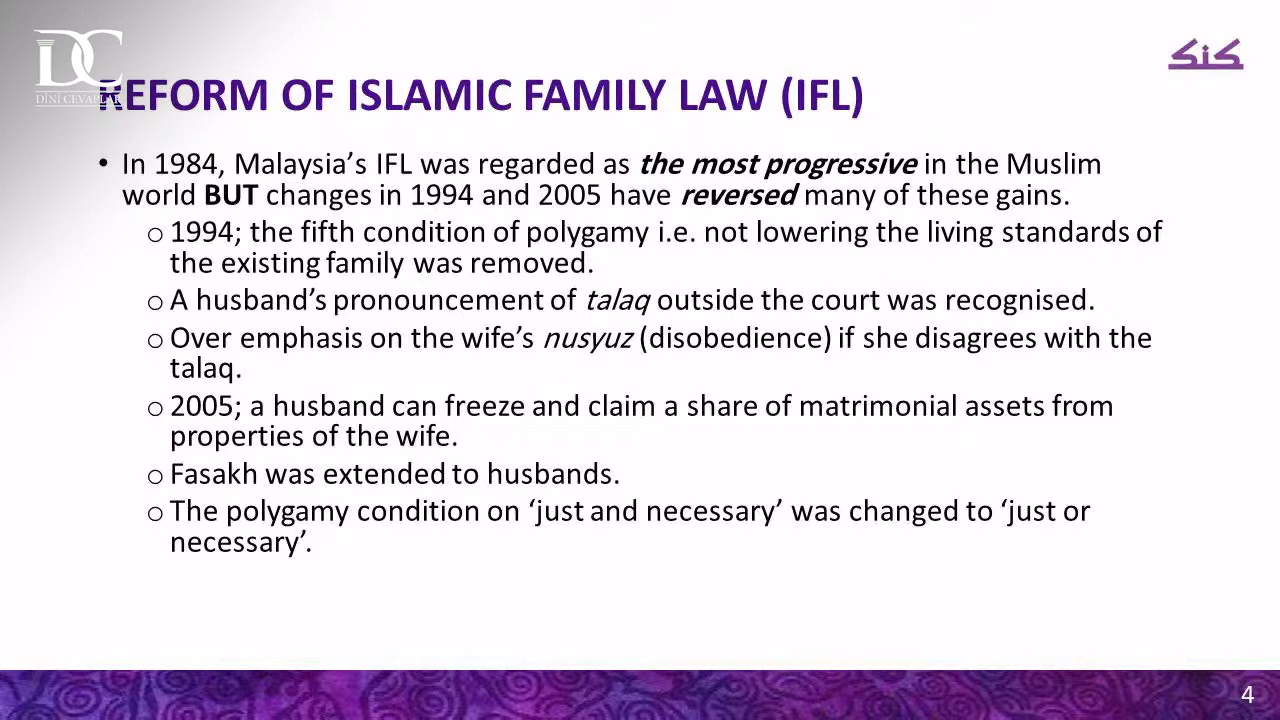 DC
DİNİ CEVAPLAR
REFORM OF ISLAMIC FAMILY LAW (IFL)
• In 1984, Malaysia’s IFL was regarded as the most progressive in the Muslim
world BUT changes in 1994 and 2005 have reversed many of these gains.
o 1994; the fifth condition of polygamy i.e. not lowering the living standards of
the existing family was removed.
o A husband’s pronouncement of talaq outside the court was recognised.
o Over emphasis on the wife’s nusyuz (disobedience) if she disagrees with the
talaq.
o 2005; a husband can freeze and claim a share of matrimonial assets from
properties of the wife.
o Fasakh was extended to husbands.
o The polygamy condition on ‘just and necessary’ was changed to ‘just or
necessary’.
4